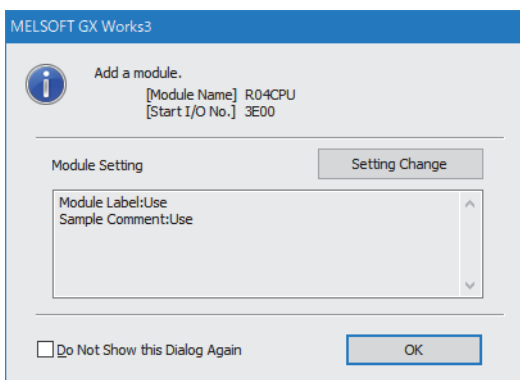 MELSOFT GX Works3
Add a module.
[Module Name] R04CPU
[Start I/O No.] 3E00
Module Setting
Setting Change
Module Label:Use
Sample Comment:Use
Do Not Show this Dialog Again
OK